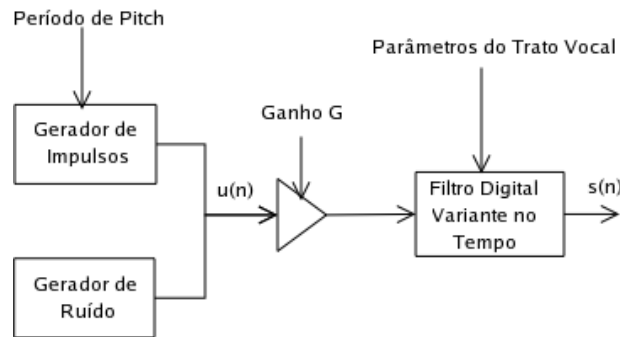 Período de Pitch
Parâmetros do Trato Vocal
Gerador de
Impulsos
Ganho G
u(n)
Filtro Digital
Variante no
Tempo
s(n)
Gerador de
Ruído